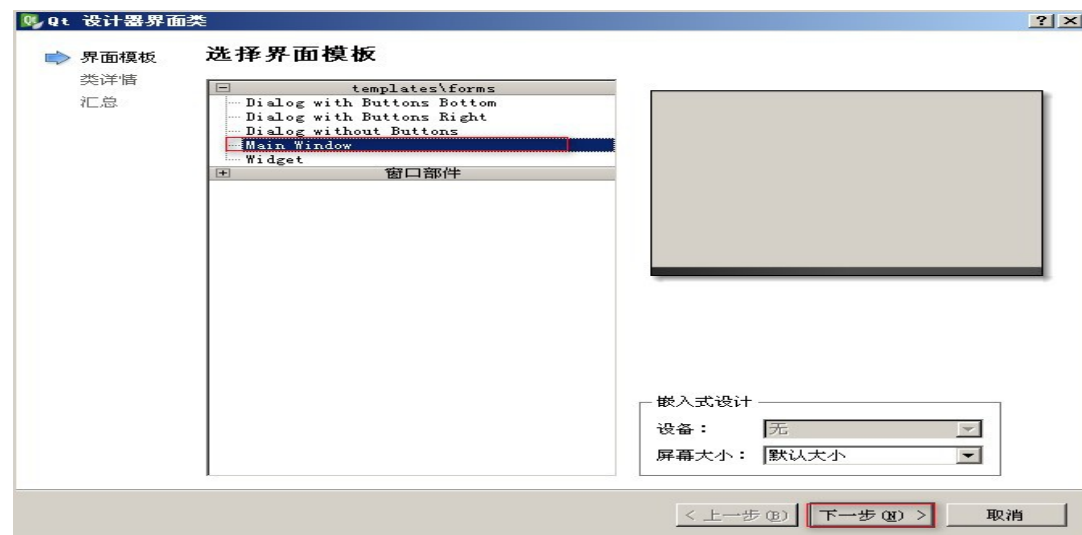 Qt 设计器界面类
界面模板
类详情
汇总
选择界面模板
templates\forms
Dialog with Buttons Bottom
Dialog with Buttons Right
Dialog without Buttons
Main Window
Widget
窗口部件
嵌入式设计
设备： 无
屏幕大小： 默认大小
< 上一步(B) 下一步(N) > 取消